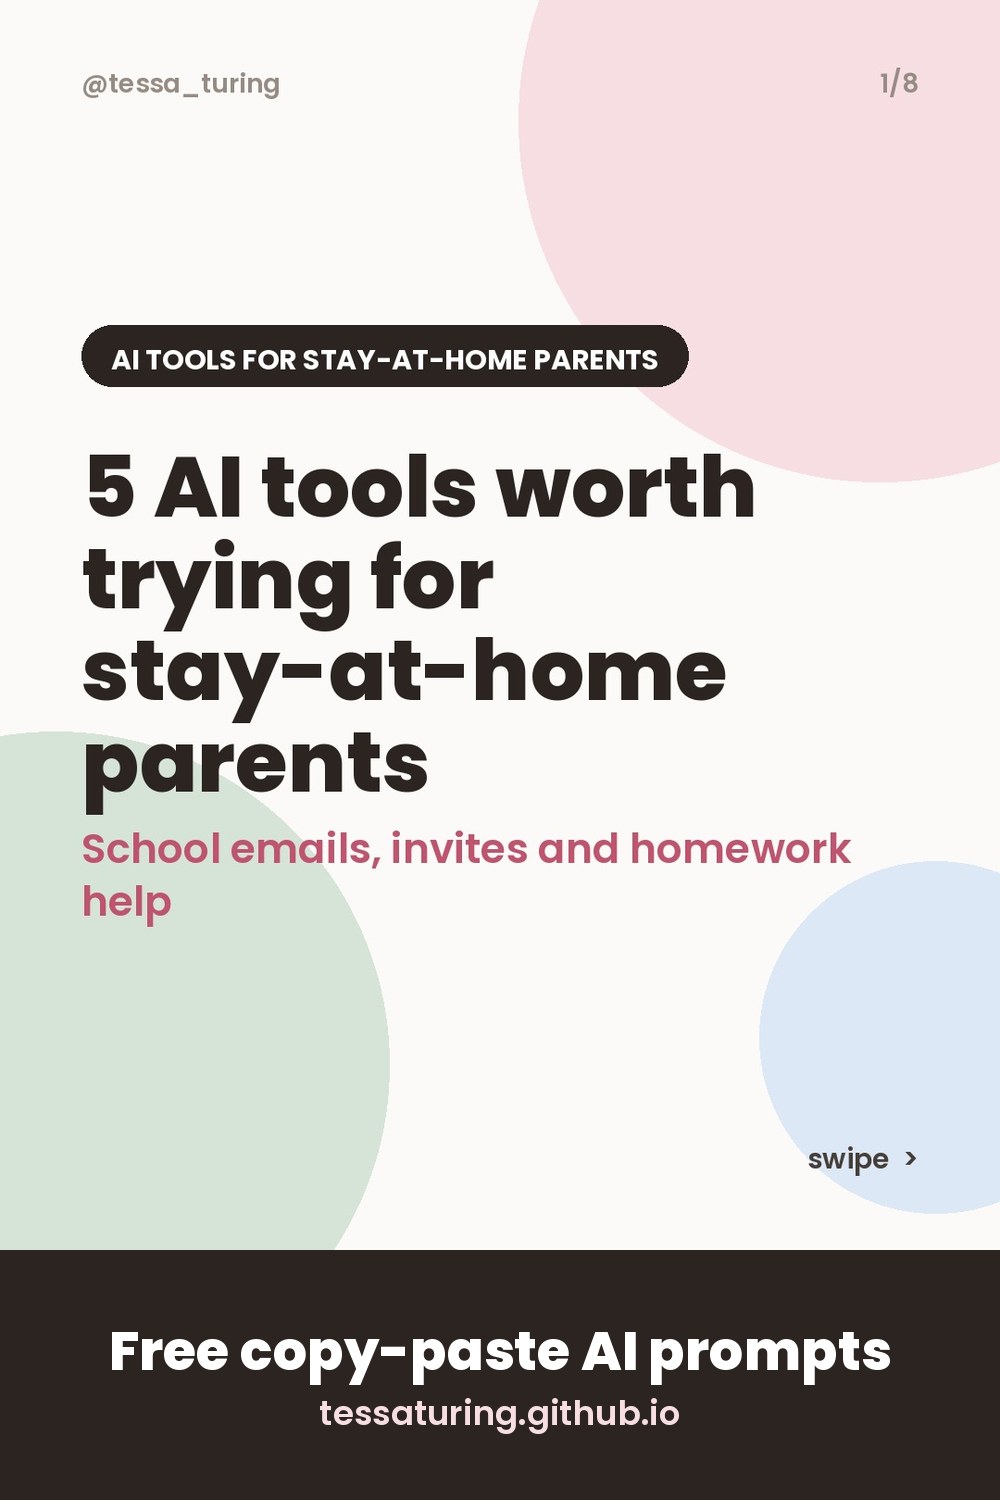 @tessa_turing
1/8
AI TOOLS FOR STAY-AT-HOME PARENTS
5 AI tools worth
trying for
stay-at-home
parents
School emails, invites and homework
help
swipe >
Free copy-paste AI prompts
tessaturing.github.io